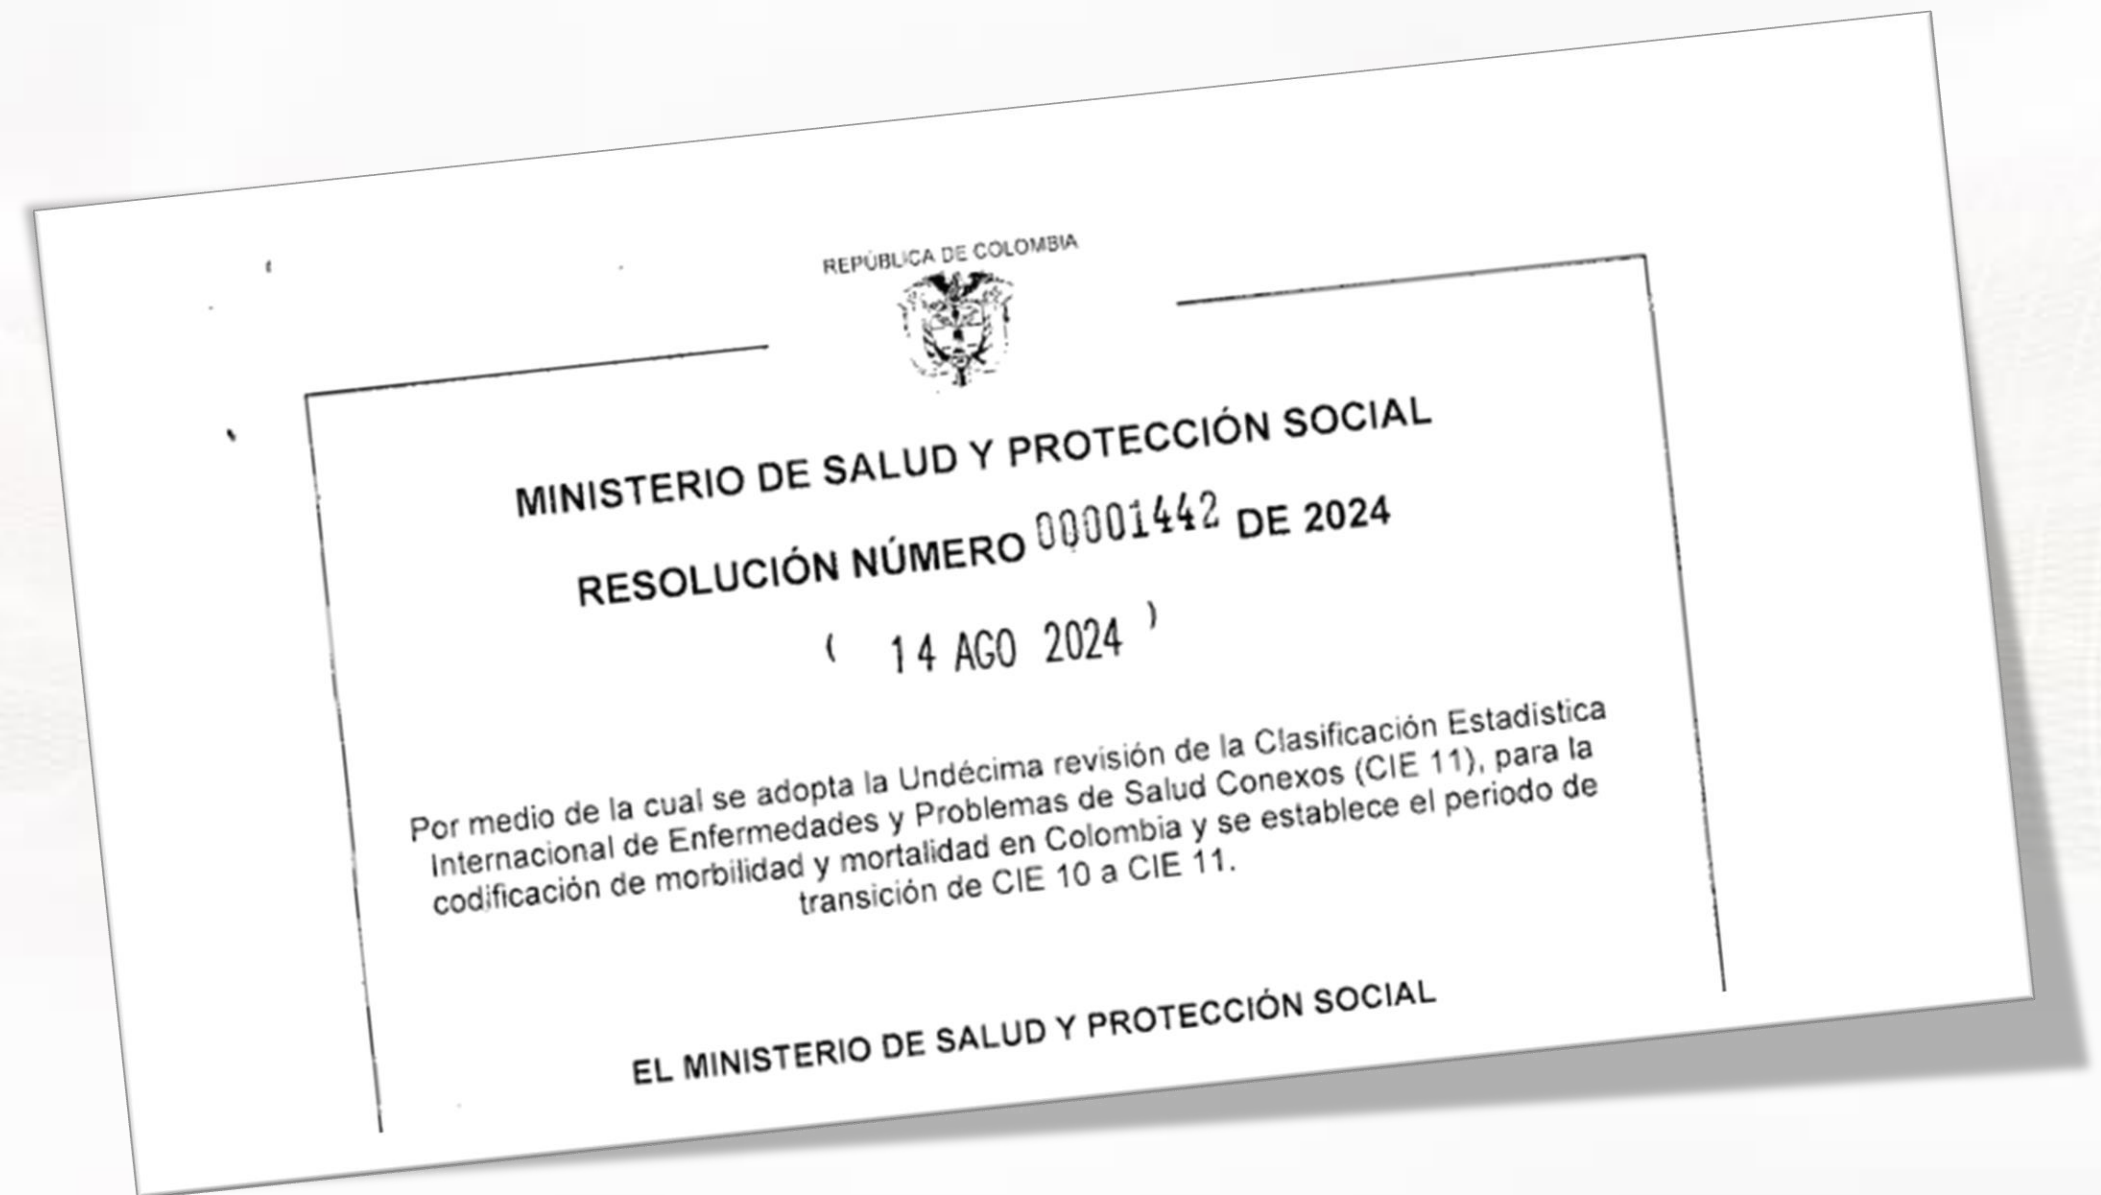 REPÚBLICA DE COLOMBIA
MINISTERIO DE SALUD Y PROTECCIÓN SOCIAL
RESOLUCIÓN NÚMERO 00001442 DE 2024
( 14 AGO 2024 )
Por medio de la cual se adopta la Undécima revisión de la Clasificación Estadística
Internacional de Enfermedades y Problemas de Salud Conexos (CIE 11), para la
codificación de morbilidad y mortalidad en Colombia y se establece el periodo de
transición de CIE 10 a CIE 11.
EL MINISTERIO DE SALUD Y PROTECCIÓN SOCIAL